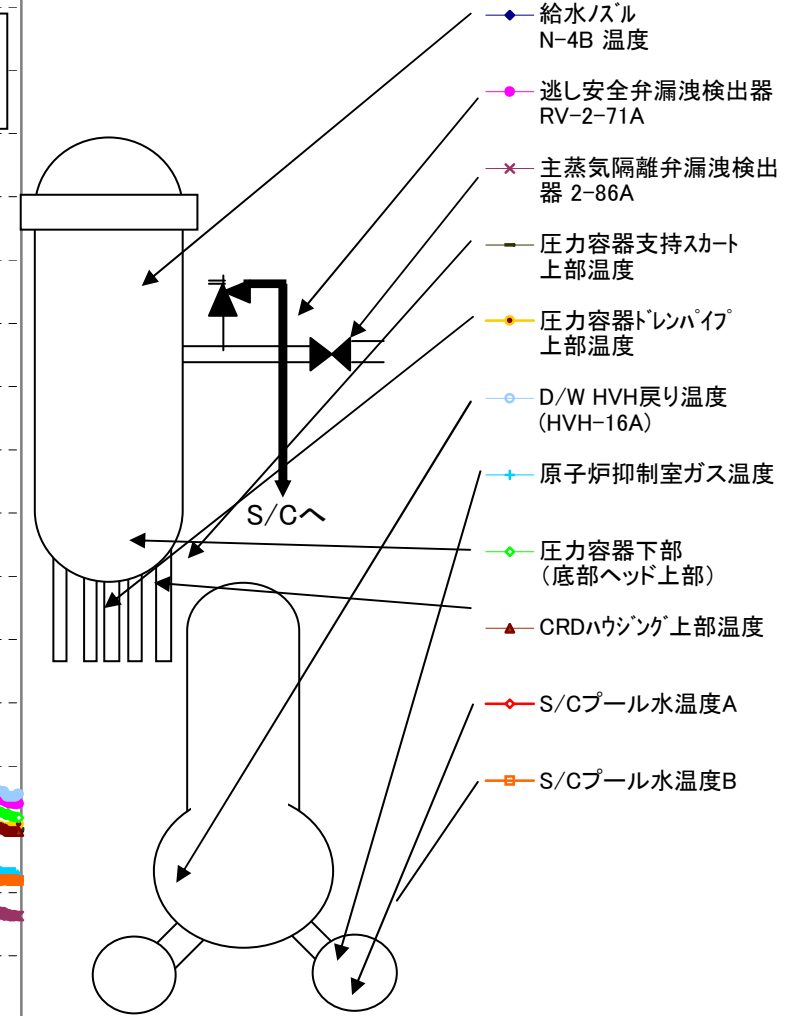 給水ﾉｽﾞﾙ
N-4B 温度
逃し安全弁漏洩検出器
RV-2-71A
主蒸気隔離弁漏洩検出
器 2-86A
圧力容器支持ｽｶｰﾄ
上部温度
圧力容器ﾄﾞﾚﾝﾊﾟｲﾌﾟ
上部温度
D/W HVH戻り温度
(HVH-16A)
原子炉抑制室ガス温度
S/Cへ
圧力容器下部
（底部ヘッド上部）
CRDﾊｳｼﾞﾝｸﾞ上部温度
S/Cプール水温度A
S/Cプール水温度B